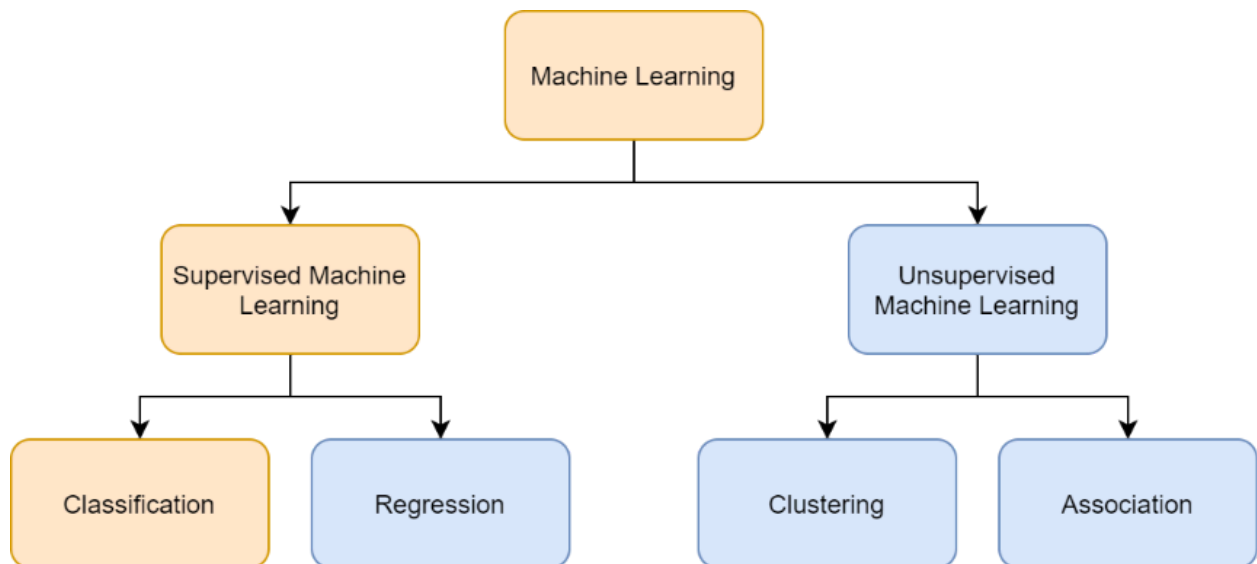 Machine Learning
Supervised Machine
Learning
Unsupervised
Machine Learning
Classification
Regression
Clustering
Association